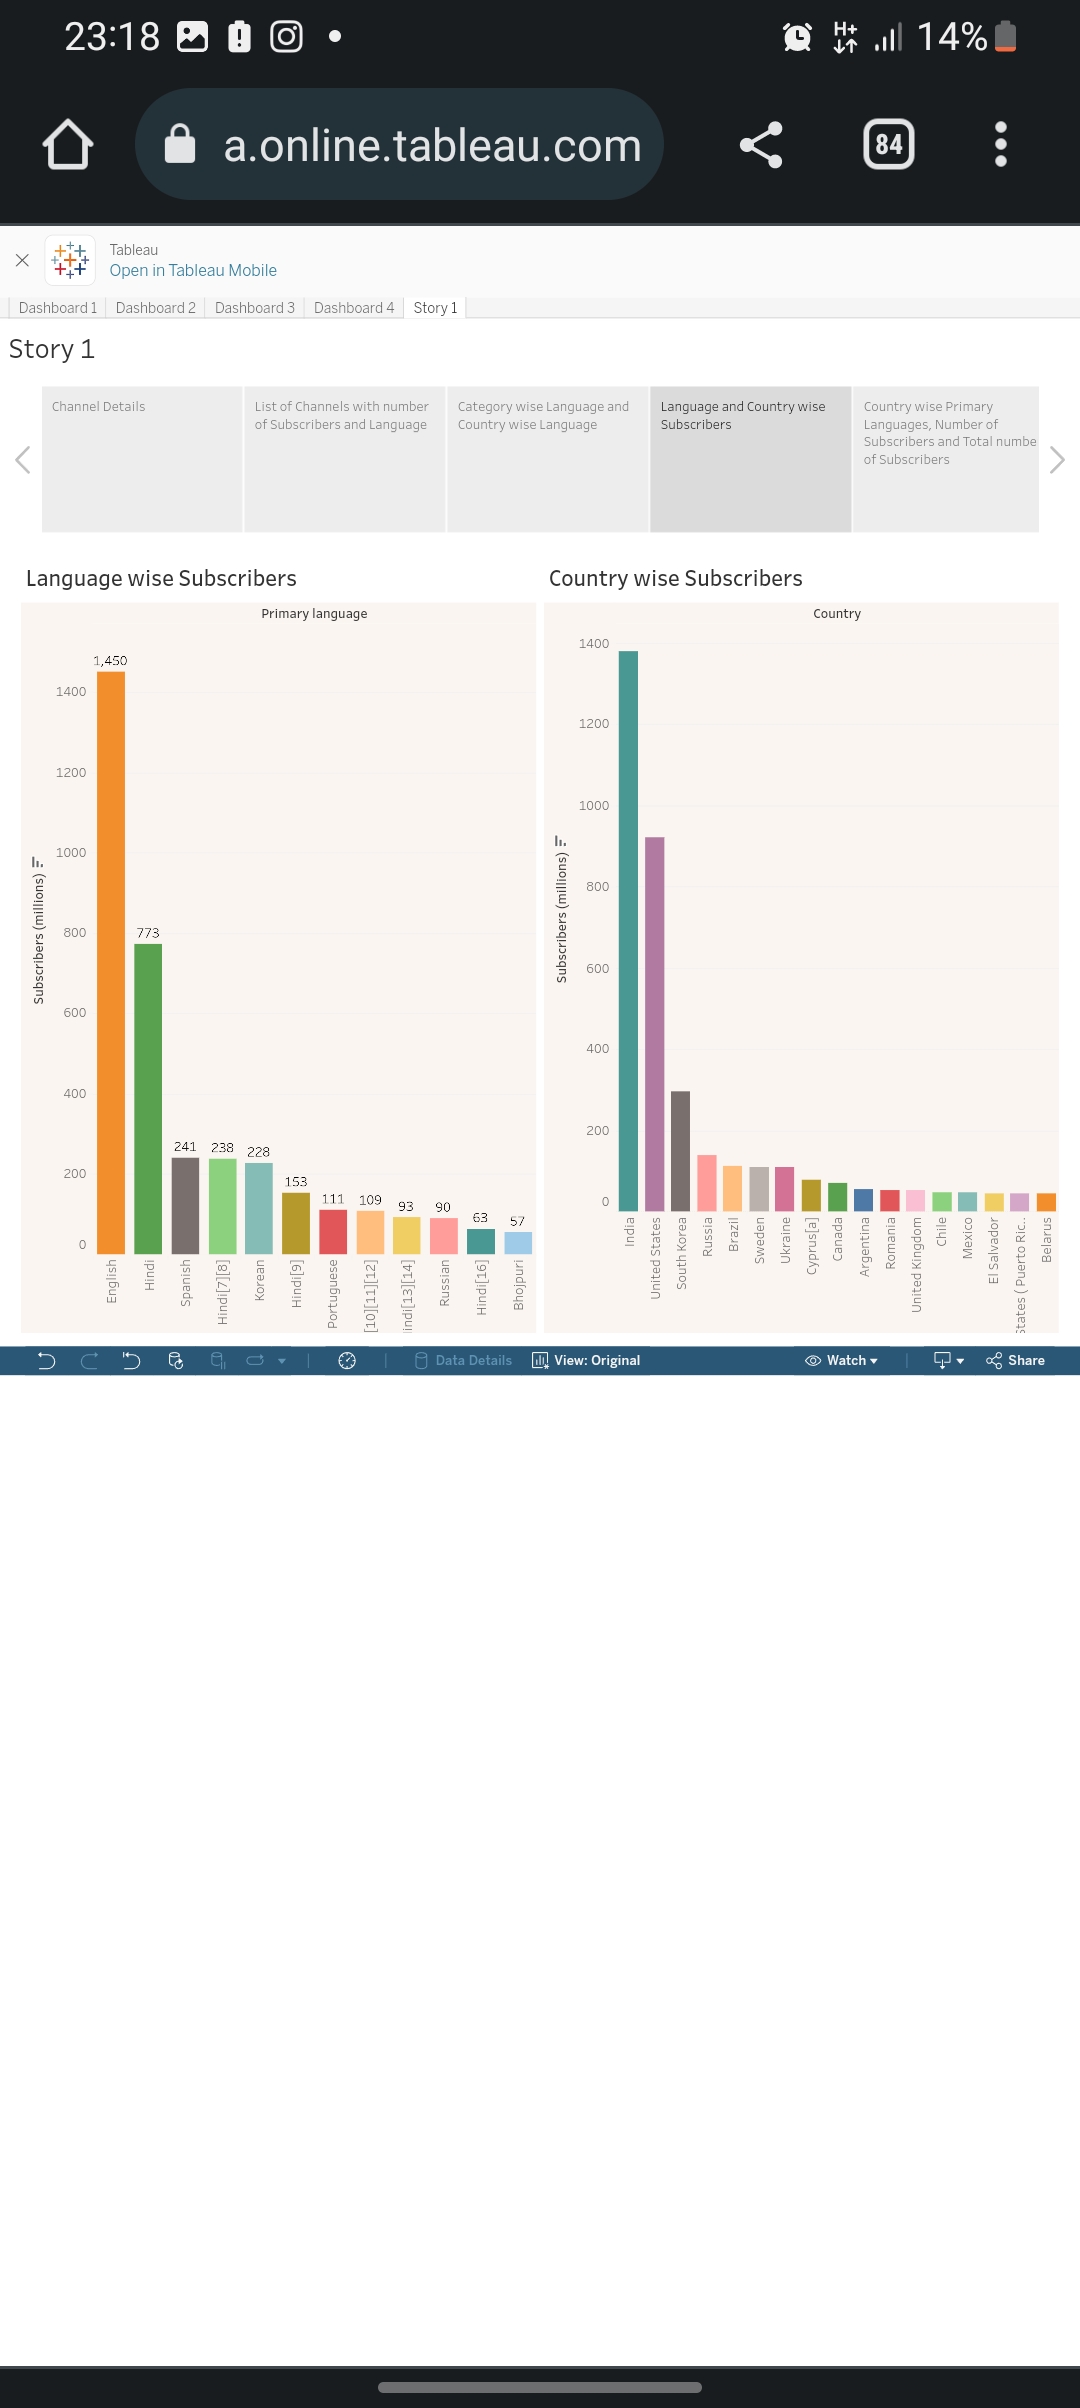 23:18
H+
14%
a.online.tableau.com
84
Tableau
Open in Tableau Mobile
Dashboard 1
Dashboard 2
Dashboard 3
Dashboard 4
Story 1
Story 1
Channel Details
List of Channels with number
of Subscribers and Language
Category wise Language and
Country wise Language
Language and Country wise
Subscribers
Country wise Primary
Languages, Number of
Subscribers and Total numbe
of Subscribers
Language wise Subscribers
Primary language
Subscribers (millions)
1400
1200
1000
800
600
400
200
0
1,450
773
241
238
228
153
111
109
93
90
63
57
English
Hindi
Spanish
Hindi[7][8]
Korean
Hindi[9]
Portuguese
[10][11][12]
indi[13][14]
Russian
Hindi[16]
Bhojpuri
Country wise Subscribers
Country
Subscribers (millions)
1400
1200
1000
800
600
400
200
0
India
United States
South Korea
Russia
Brazil
Sweden
Ukraine
Cyprus[a]
Canada
Argentina
Romania
United Kingdom
Chile
Mexico
El Salvador
States ( Puerto Ric..
Belarus
Data Details
View: Original
Watch
Share